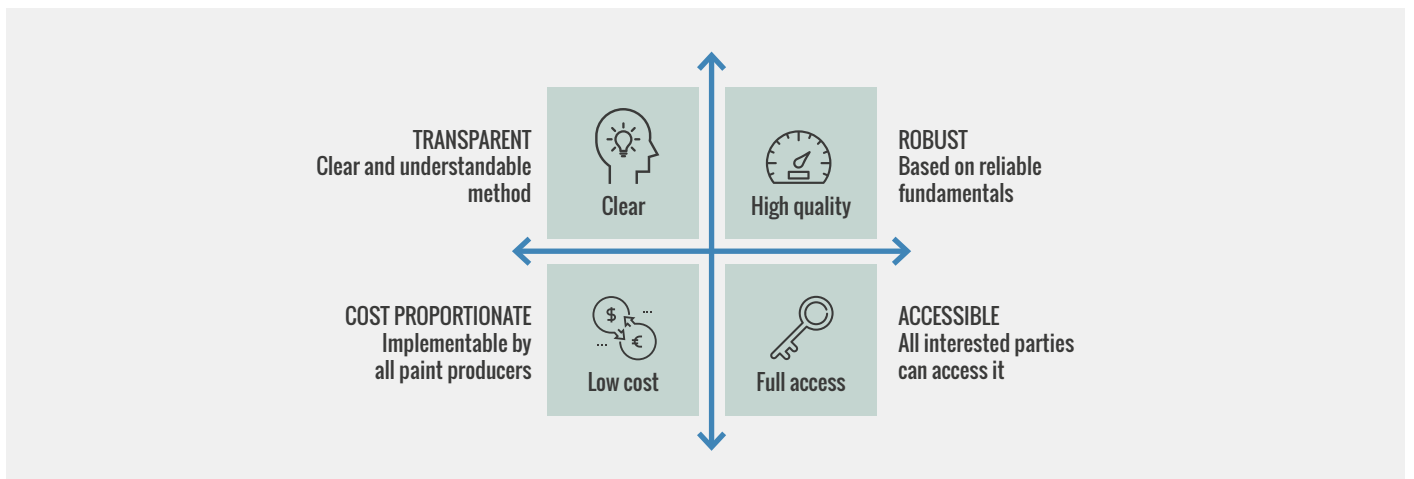 TRANSPARENT
Clear and understandable
method
Clear
High quality
ROBUST
Based on reliable
fundamentals
COST PROPORTIONATE
Implementable by
all paint producers
$
€
Low cost
Full access
ACCESSIBLE
All interested parties
can access it